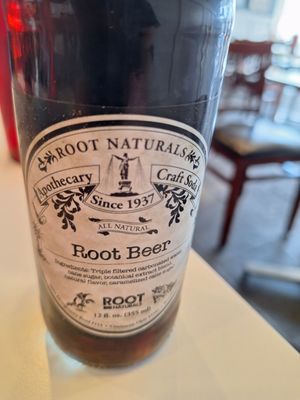 ROOT NATURALS
Apothecary
Craft Soda
Since 1937
ALL NATURAL
Root Beer
Ingredients: Triple filtered carbonated water,
cane sugar, botanical extract blend,
natural flavor, caramelized cane sugar.
ROOT
NATURALS
12 fl. oz. (355 ml)